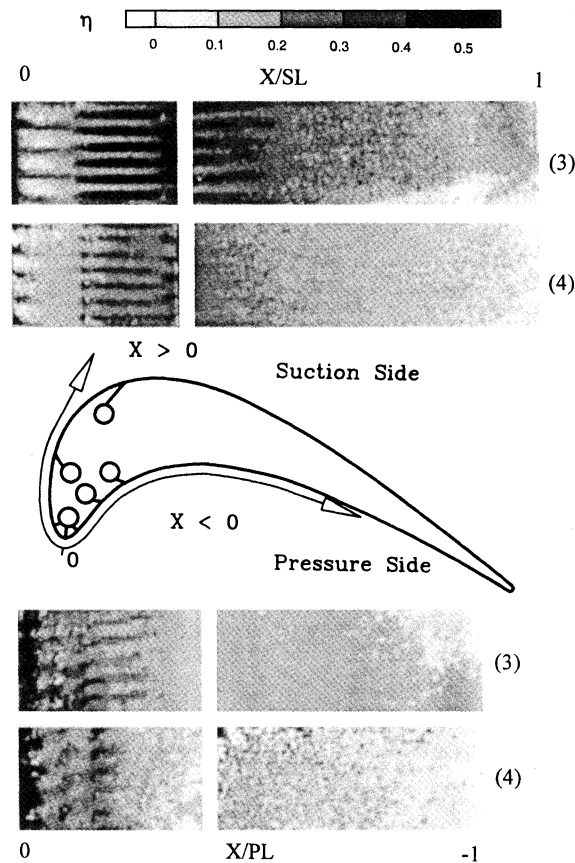 η
0 0.1 0.2 0.3 0.4 0.5
0 X/SL 1
(3)
(4)
X > 0
Suction Side
X < 0
0
Pressure Side
(3)
(4)
0 X/PL -1